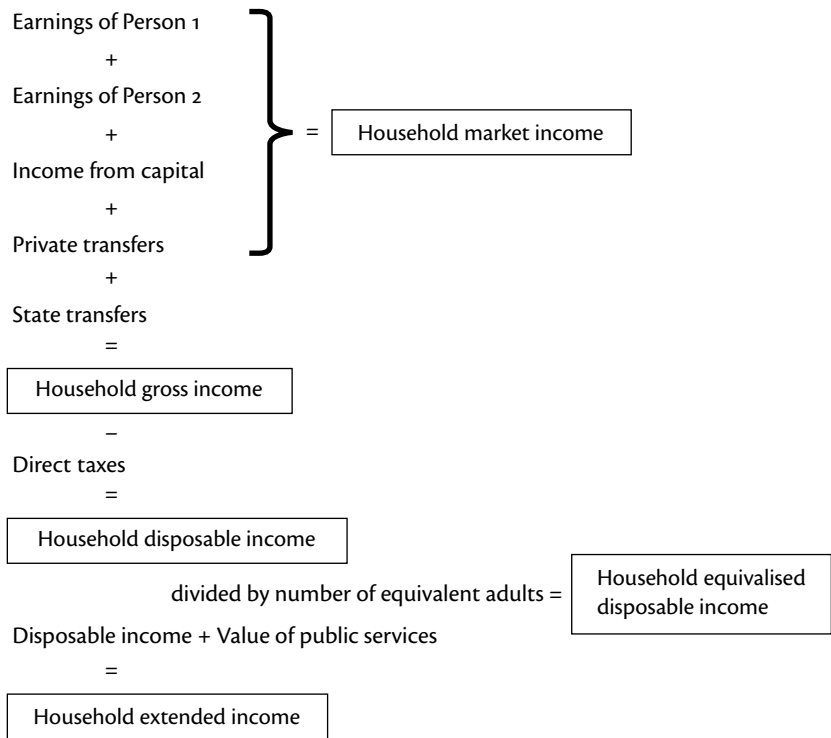 Earnings of Person 1
+
Earnings of Person 2
+
= Household market income
Income from capital
+
Private transfers
+
State transfers
=
Household gross income
–
Direct taxes
=
Household disposable income
divided by number of equivalent adults =
Household equivalised
disposable income
Disposable income + Value of public services
=
Household extended income